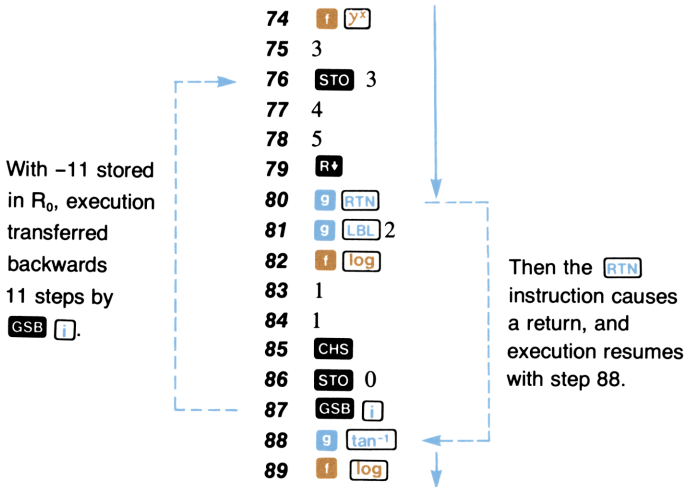 74 f yˣ
75 3
76 STO 3
77 4
78 5
79 R↓
80 g RTN
81 g LBL 2
82 f log
83 1
84 1
85 CHS
86 STO 0
87 GSB i
88 g tan⁻¹
89 f log
With –11 stored
in R₀, execution
transferred
backwards
11 steps by
GSB i.
Then the RTN
instruction causes
a return, and
execution resumes
with step 88.